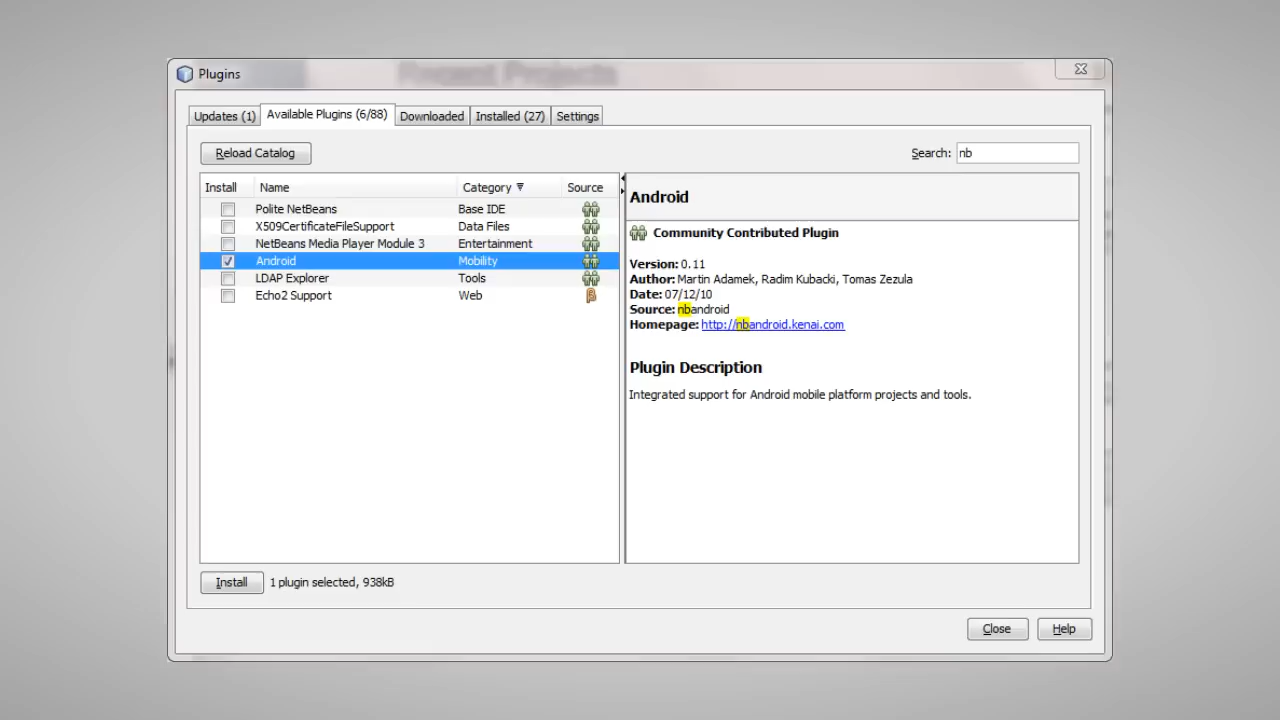 Plugins
Recent Projects
Updates (1) Available Plugins (6/88) Downloaded Installed (27) Settings
Reload Catalog Search: nb
Install Name Category Source
Polite NetBeans Base IDE
X509CertificateFileSupport Data Files
NetBeans Media Player Module 3 Entertainment
Android Mobility
LDAP Explorer Tools
Echo2 Support Web
Android
Community Contributed Plugin
Version: 0.11
Author: Martin Adamek, Radim Kubacki, Tomas Zezula
Date: 07/12/10
Source: nbandroid
Homepage: http://nbandroid.kenai.com
Plugin Description
Integrated support for Android mobile platform projects and tools.
Install 1 plugin selected, 938kB
Close Help